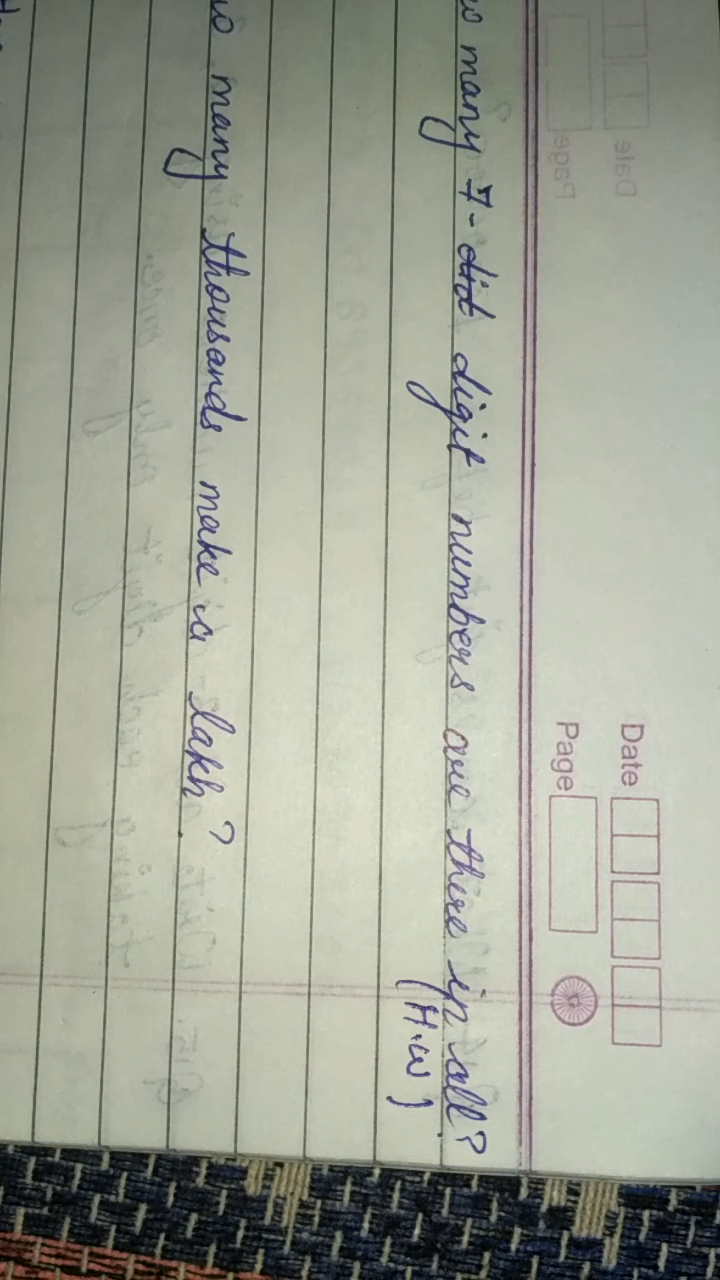 Date
Page
many 7-digit numbers are there in all?
(H.W)
many thousands make a lakh?